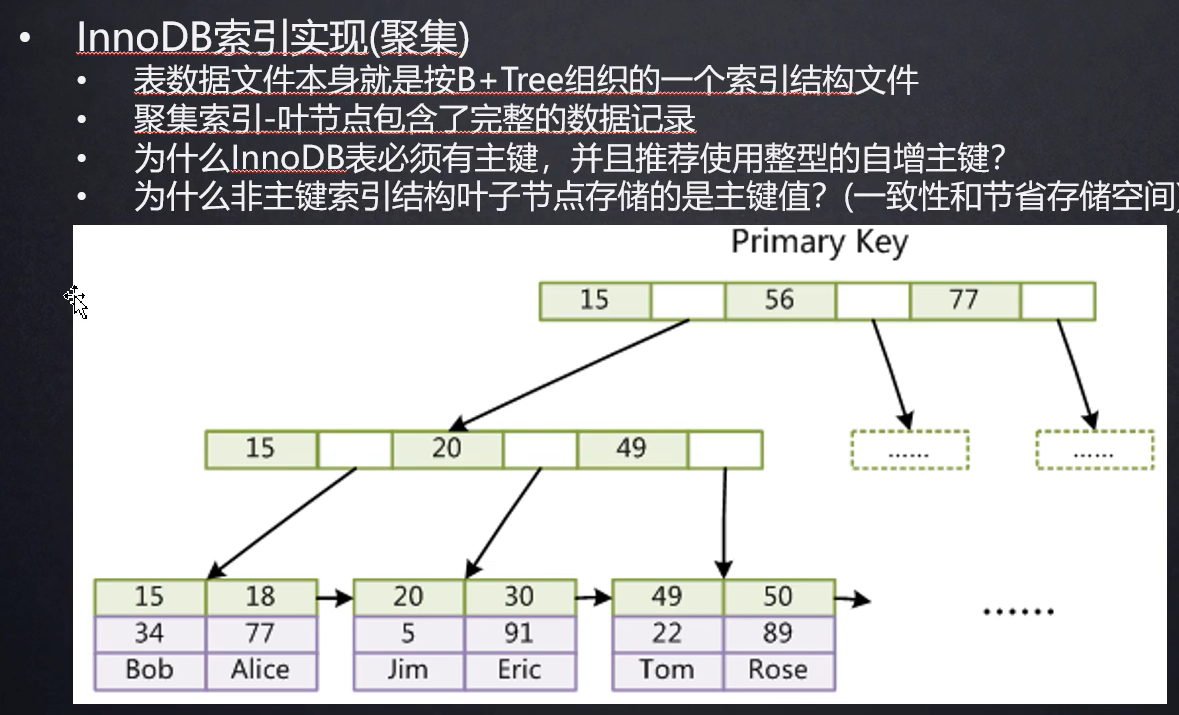 • InnoDB索引实现(聚集)
• 表数据文件本身就是按B+Tree组织的一个索引结构文件
• 聚集索引-叶节点包含了完整的数据记录
• 为什么InnoDB表必须有主键，并且推荐使用整型的自增主键？
• 为什么非主键索引结构叶子节点存储的是主键值？(一致性和节省存储空间)
Primary Key
15 56 77
15 20 49
...... ......
15 18 20 30 49 50
34 77 5 91 22 89
Bob Alice Jim Eric Tom Rose
......